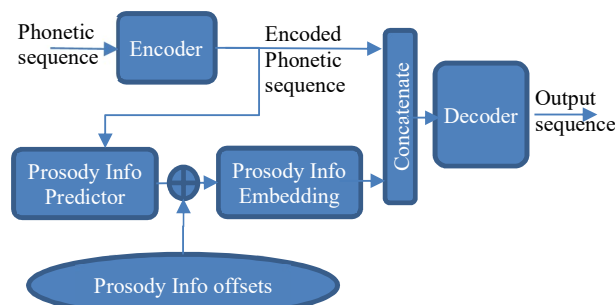 Phonetic
sequence
Encoder
Encoded
Phonetic
sequence
Concatenate
Decoder
Output
sequence
Prosody Info
Predictor
Prosody Info
Embedding
Prosody Info offsets